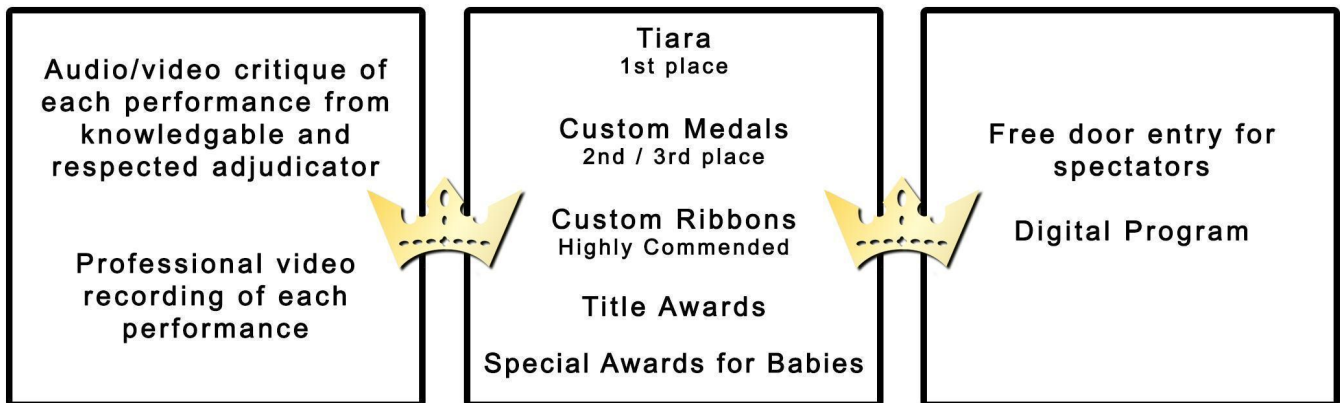 Audio/video critique of
each performance from
knowledgable and
respected adjudicator
Professional video
recording of each
performance
Tiara
1st place
Custom Medals
2nd / 3rd place
Custom Ribbons
Highly Commended
Title Awards
Special Awards for Babies
Free door entry for
spectators
Digital Program